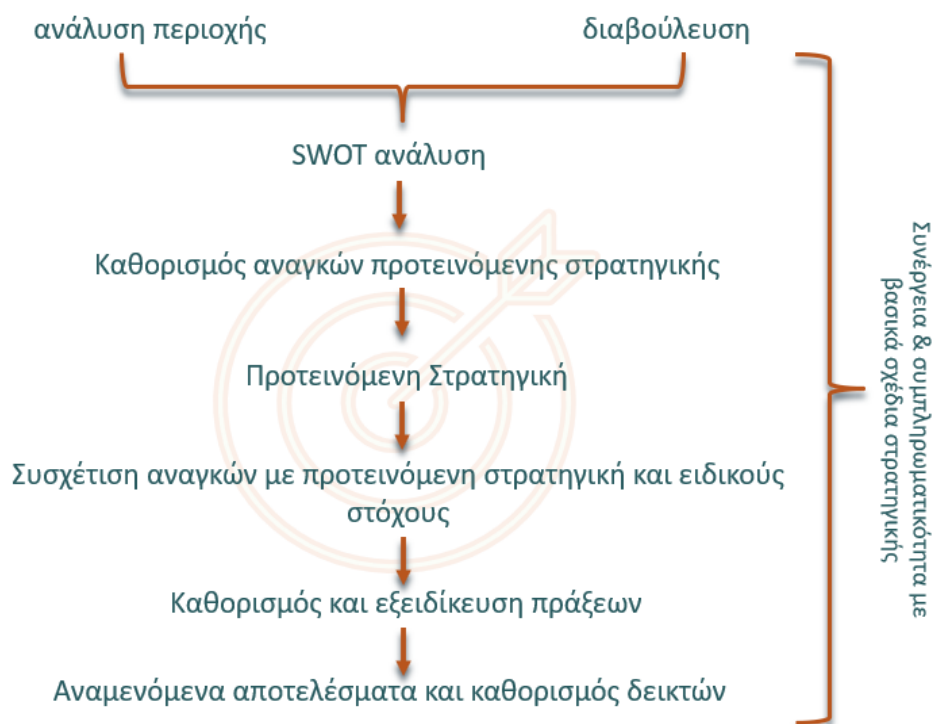 ανάλυση περιοχής
διαβούλευση
SWOT ανάλυση
Καθορισμός αναγκών προτεινόμενης στρατηγικής
Προτεινόμενη Στρατηγική
Συσχέτιση αναγκών με προτεινόμενη στρατηγική και ειδικούς
στόχους
Καθορισμός και εξειδίκευση πράξεων
Αναμενόμενα αποτελέσματα και καθορισμός δεικτών
Συνέργεια & συμπληρωματικότητα με
βασικά σχέδια στρατηγικής